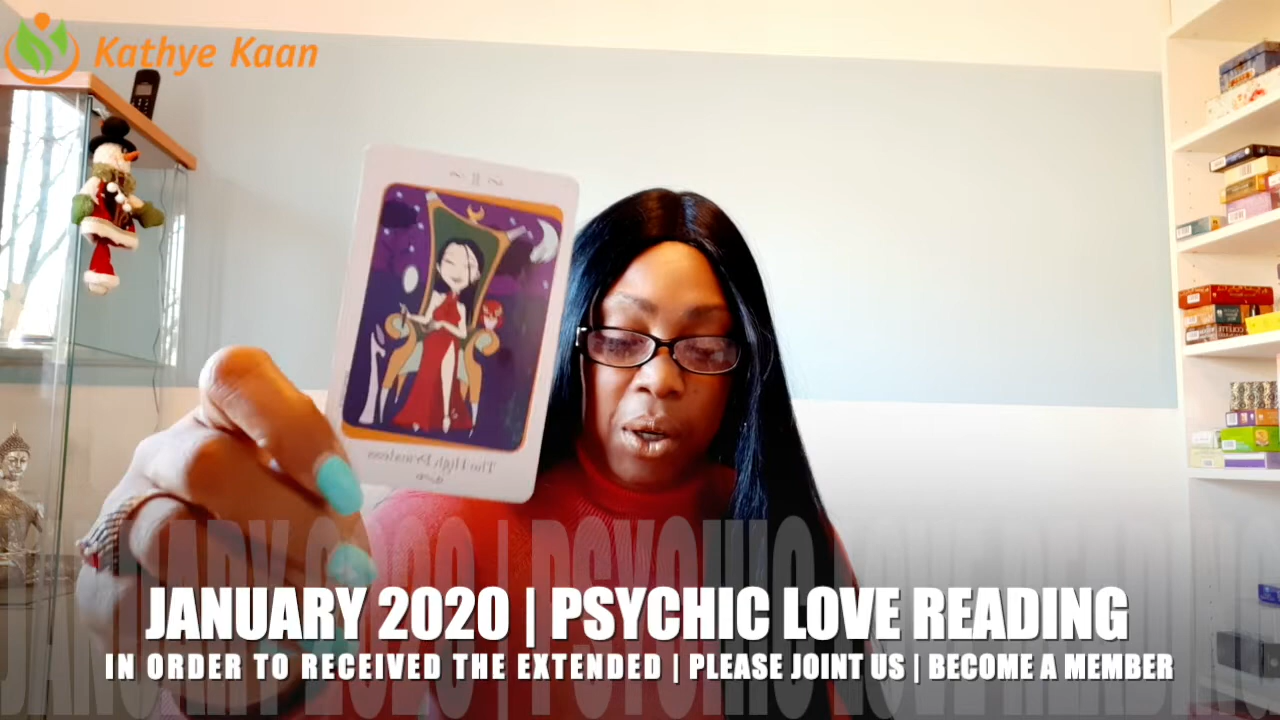 Kathye Kaan
The High Priestess
JANUARY 2020 | PSYCHIC LOVE READING
IN ORDER TO RECEIVED THE EXTENDED | PLEASE JOINT US | BECOME A MEMBER